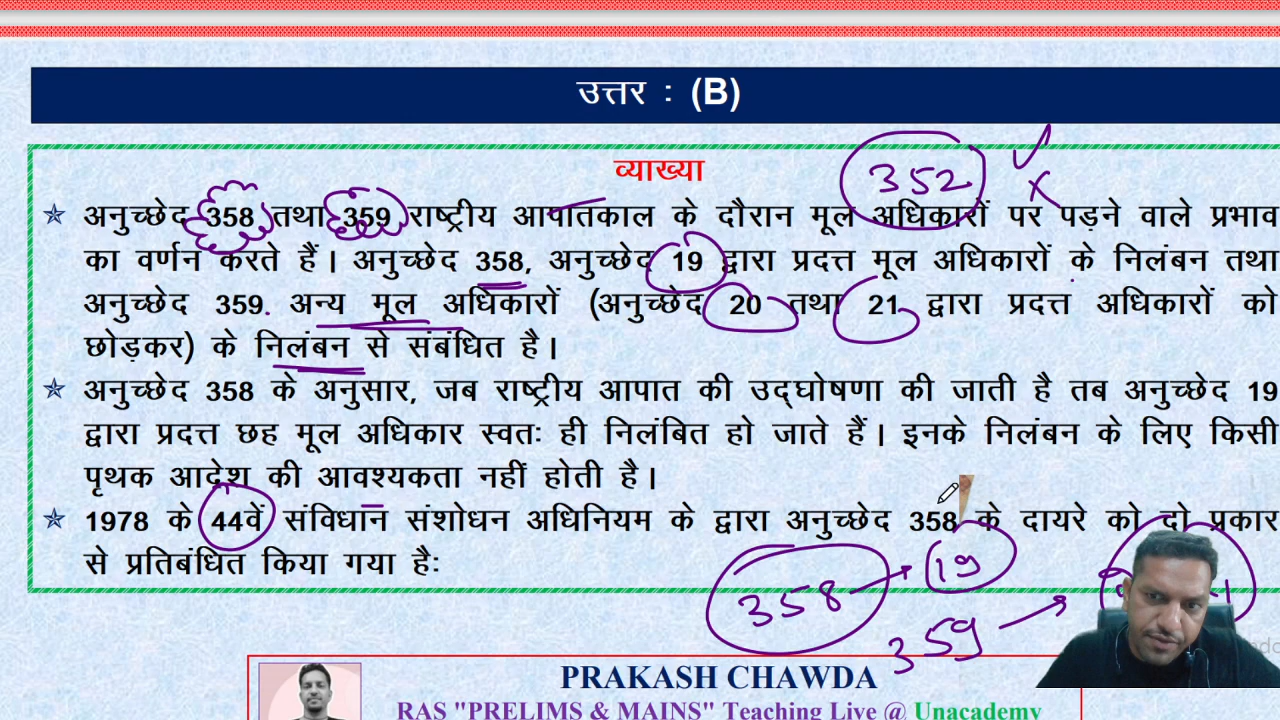 उत्तर : (B)
व्याख्या
352
अनुच्छेद 358 तथा 359 राष्ट्रीय आपातकाल के दौरान मूल अधिकारों पर पड़ने वाले प्रभाव
का वर्णन करते हैं। अनुच्छेद 358, अनुच्छेद 19 द्वारा प्रदत्त मूल अधिकारों के निलंबन तथा
अनुच्छेद 359. अन्य मूल अधिकारों (अनुच्छेद 20 तथा 21 द्वारा प्रदत्त अधिकारों को
छोड़कर) के निलंबन से संबंधित है।
अनुच्छेद 358 के अनुसार, जब राष्ट्रीय आपात की उद्घोषणा की जाती है तब अनुच्छेद 19
द्वारा प्रदत्त छह मूल अधिकार स्वतः ही निलंबित हो जाते हैं। इनके निलंबन के लिए किसी
पृथक आदेश की आवश्यकता नहीं होती है।
1978 के 44वें संविधान संशोधन अधिनियम के द्वारा अनुच्छेद 358 के दायरे को दो प्रकार
से प्रतिबंधित किया गया है:
358 19
359
PRAKASH CHAWDA
RAS "PRELIMS & MAINS" Teaching Live @ Unacademy